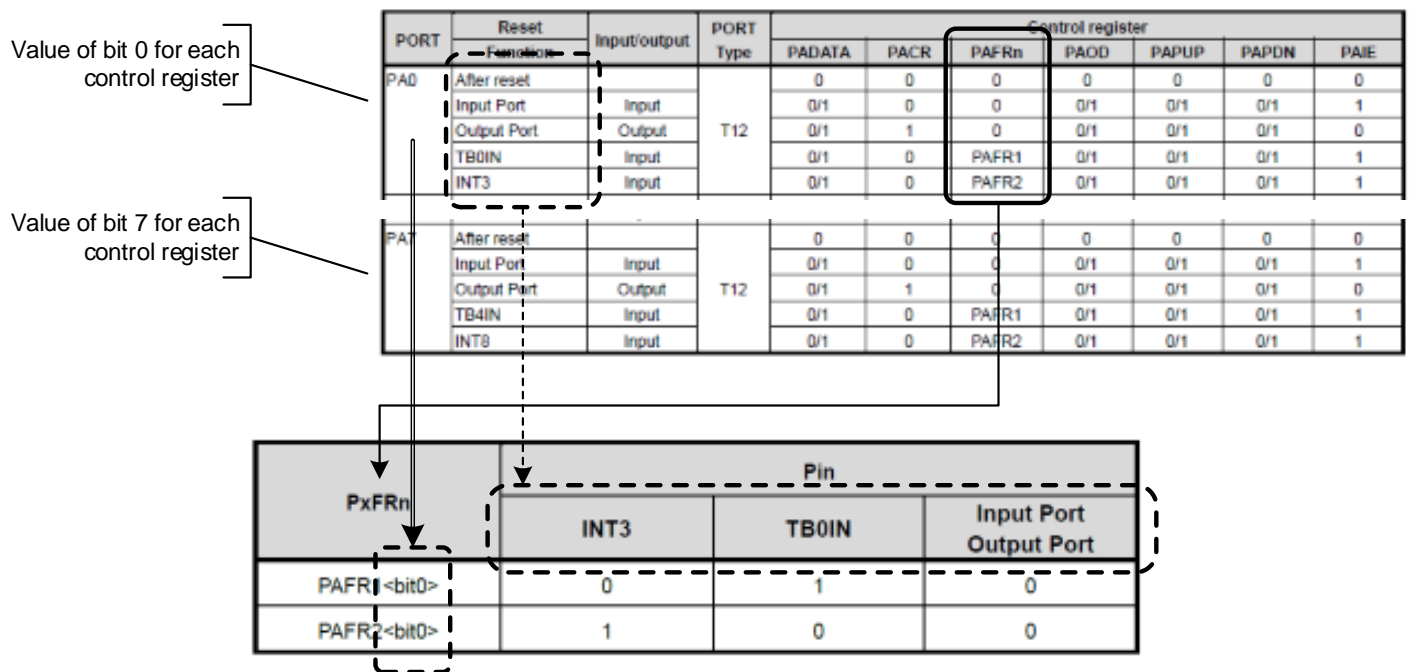 Value of bit 0 for each
control register
PORT Reset Input/output PORT Control register
Function Type PADATA PACR PAFRn PAOD PAPUP PAPDN PAIE
PA0 After reset 0 0 0 0 0 0 0
Input Port Input 0/1 0 0 0/1 0/1 0/1 1
Output Port Output T12 0/1 1 0 0/1 0/1 0/1 0
TB0IN Input 0/1 0 PAFR1 0/1 0/1 0/1 1
INT3 Input 0/1 0 PAFR2 0/1 0/1 0/1 1
Value of bit 7 for each
control register
PA7 After reset 0 0 0 0 0 0 0
Input Port Input 0/1 0 0 0/1 0/1 0/1 1
Output Port Output T12 0/1 1 0 0/1 0/1 0/1 0
TB4IN Input 0/1 0 PAFR1 0/1 0/1 0/1 1
INT8 Input 0/1 0 PAFR2 0/1 0/1 0/1 1
PxFRn Pin
INT3 TB0IN Input Port
Output Port
PAFR1<bit0> 0 1 0
PAFR2<bit0> 1 0 0